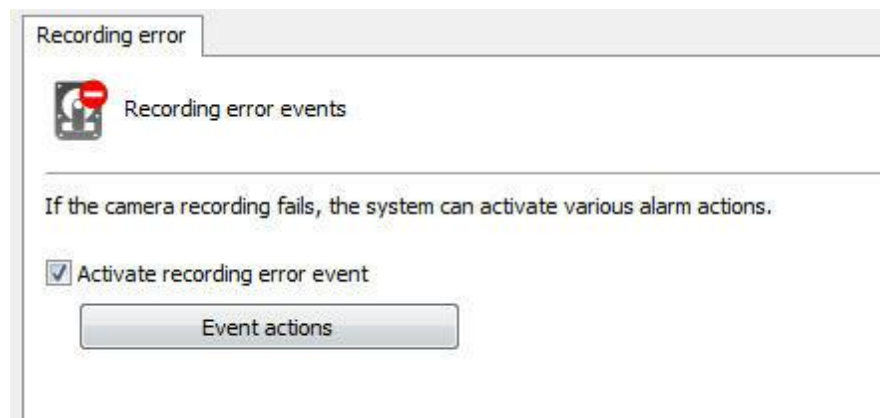 Recording error
Recording error events
If the camera recording fails, the system can activate various alarm actions.
Activate recording error event
Event actions